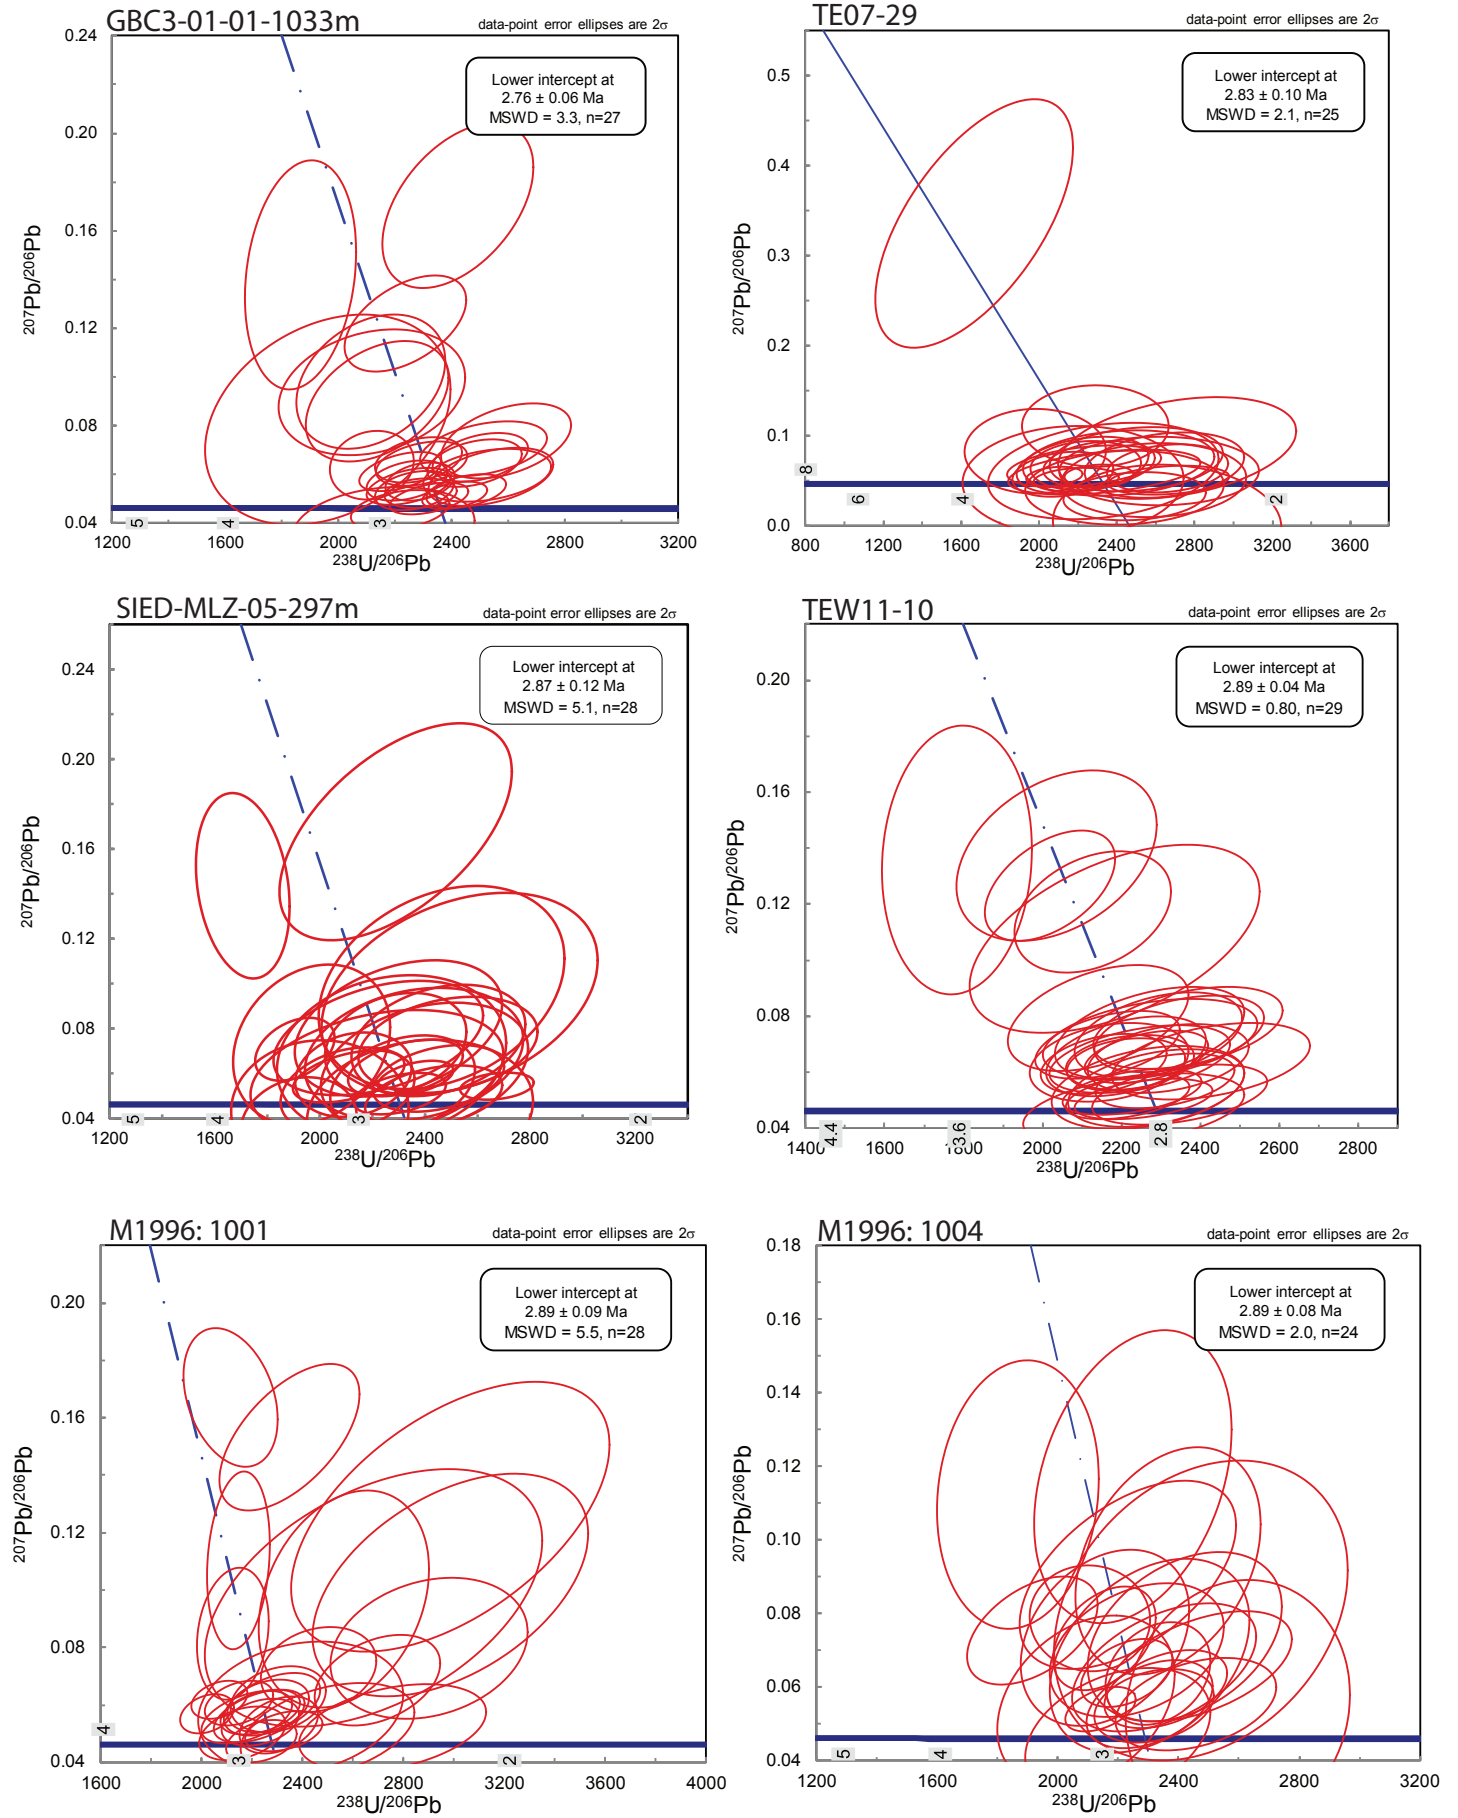 GBC3-01-01-1033m
data-point error ellipses are 2σ
Lower intercept at
2.76 ± 0.06 Ma
MSWD = 3.3, n=27
0.24
0.20
0.16
0.12
0.08
0.04
207Pb/206Pb
5
4
3
1200 1600 2000 2400 2800 3200
238U/206Pb
TE07-29
data-point error ellipses are 2σ
Lower intercept at
2.83 ± 0.10 Ma
MSWD = 2.1, n=25
0.5
0.4
0.3
0.2
0.1
0.0
207Pb/206Pb
8
6
4
2
800 1200 1600 2000 2400 2800 3200 3600
238U/206Pb
SIED-MLZ-05-297m
data-point error ellipses are 2σ
Lower intercept at
2.87 ± 0.12 Ma
MSWD = 5.1, n=28
0.24
0.20
0.16
0.12
0.08
0.04
207Pb/206Pb
5
4
3
2
1200 1600 2000 2400 2800 3200
238U/206Pb
TEW11-10
data-point error ellipses are 2σ
Lower intercept at
2.89 ± 0.04 Ma
MSWD = 0.80, n=29
0.20
0.16
0.12
0.08
0.04
207Pb/206Pb
4.4
3.6
2.8
1400 1600 1800 2000 2200 2400 2600 2800
238U/206Pb
M1996: 1001
data-point error ellipses are 2σ
Lower intercept at
2.89 ± 0.09 Ma
MSWD = 5.5, n=28
0.20
0.16
0.12
0.08
0.04
207Pb/206Pb
4
3
2
1600 2000 2400 2800 3200 3600 4000
238U/206Pb
M1996: 1004
data-point error ellipses are 2σ
Lower intercept at
2.89 ± 0.08 Ma
MSWD = 2.0, n=24
0.18
0.16
0.14
0.12
0.10
0.08
0.06
0.04
207Pb/206Pb
5
4
3
1200 1600 2000 2400 2800 3200
238U/206Pb